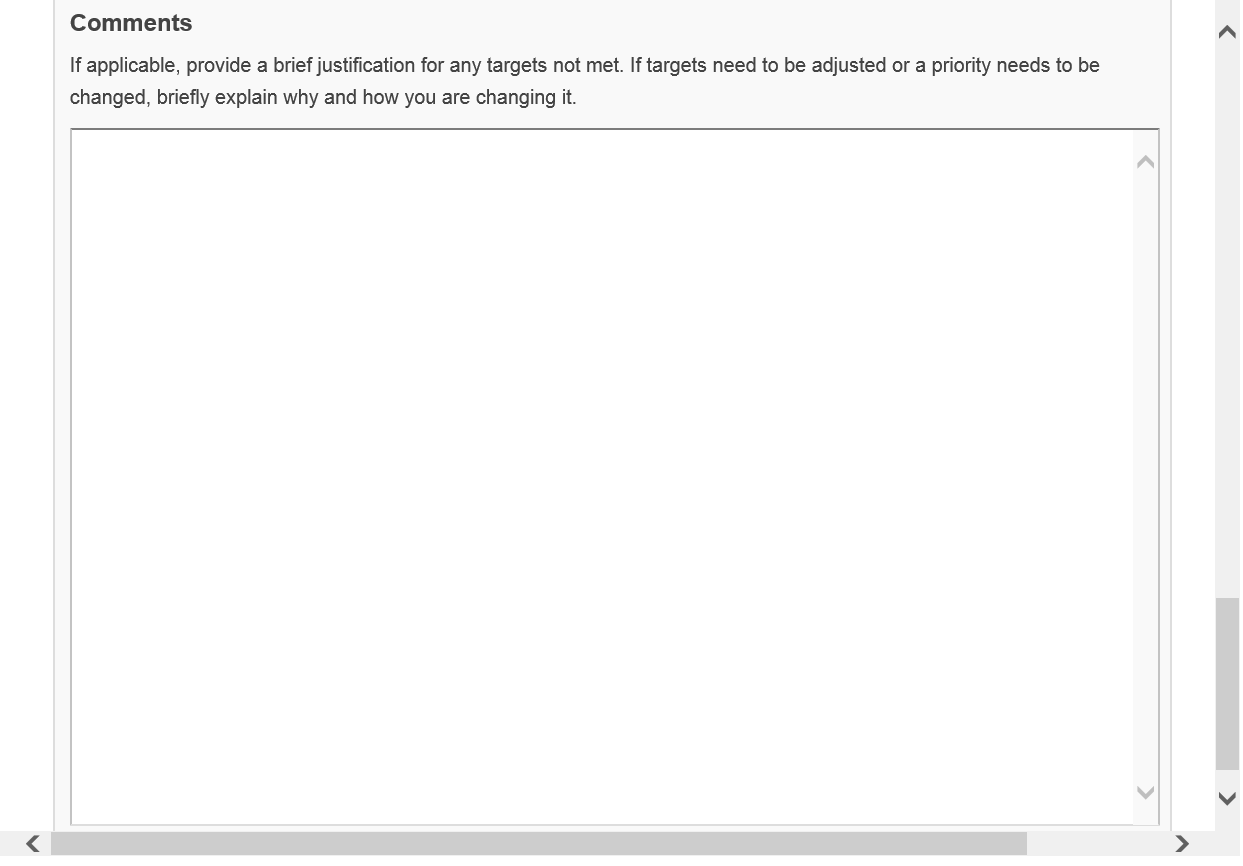 Comments
If applicable, provide a brief justification for any targets not met. If targets need to be adjusted or a priority needs to be
changed, briefly explain why and how you are changing it.